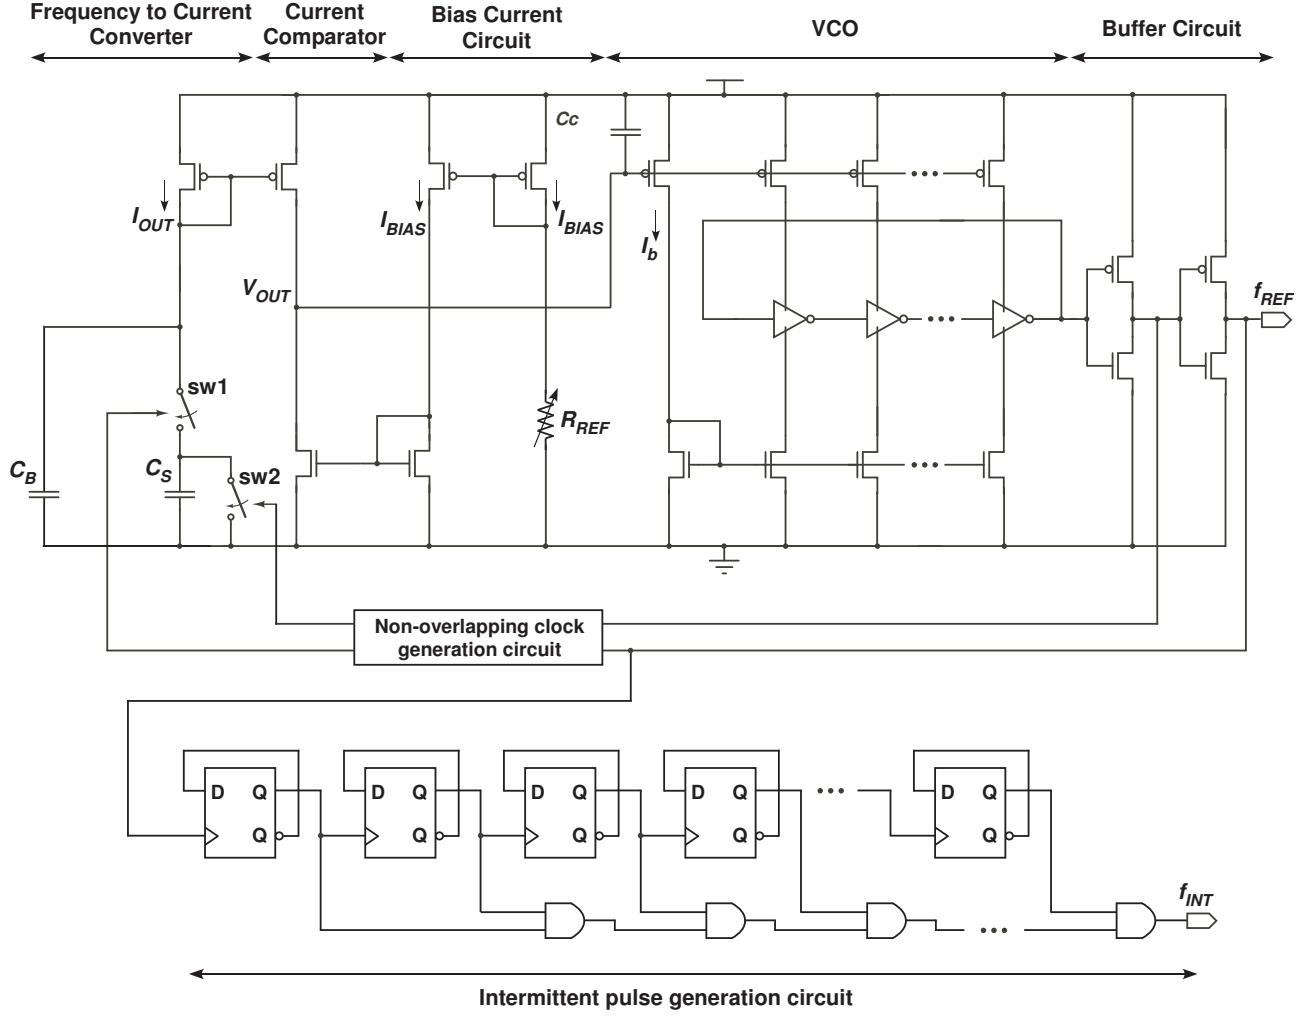 Frequency to Current
Converter
Current
Comparator
Bias Current
Circuit
VCO
Buffer Circuit
Cc
I_OUT
I_BIAS
I_BIAS
I_b
V_OUT
f_REF
sw1
R_REF
C_B
C_S
sw2
Non-overlapping clock
generation circuit
D Q
Q
D Q
Q
D Q
Q
D Q
Q
D Q
Q
f_INT
Intermittent pulse generation circuit